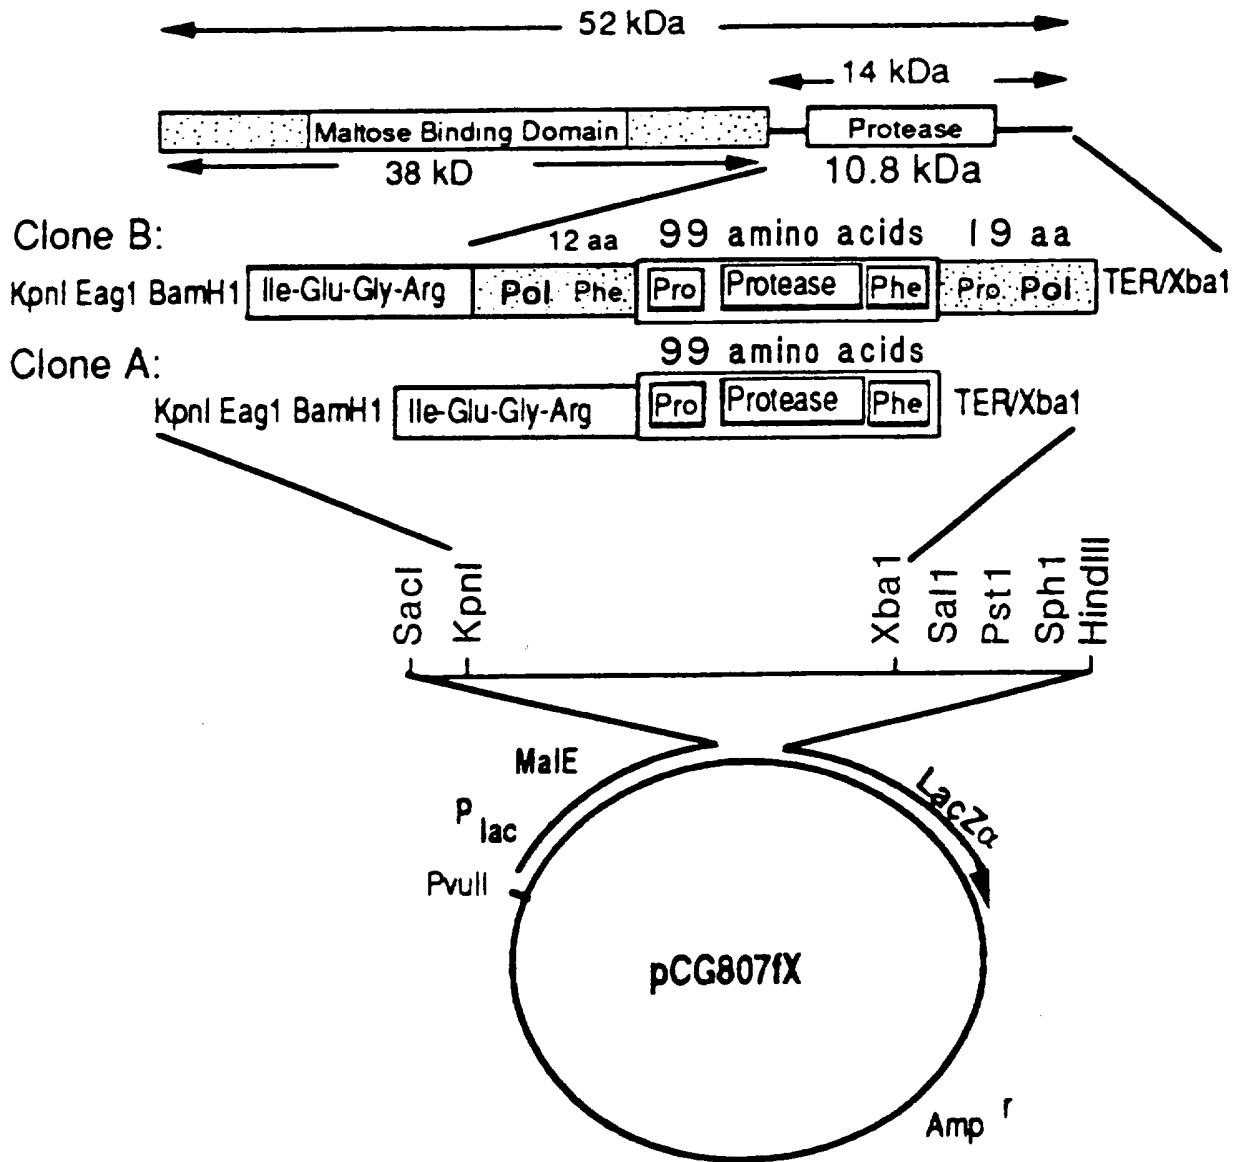 52 kDa
14 kDa
Maltose Binding Domain
Protease
38 kD
10.8 kDa
Clone B:
12 aa
99 amino acids
19 aa
KpnI Eag1 BamH1
Ile-Glu-Gly-Arg
Pol Phe.
Pro
Protease
Phe
Pro. Pol
TER/Xba1
Clone A:
99 amino acids
KpnI Eag1 BamH1
Ile-Glu-Gly-Arg
Pro
Protease
Phe
TER/Xba1
SacI
KpnI
Xba1
Sal1
Pst1
Sph1
HindIII
MalE
LacZα
P lac
PvuII
pCG807fX
Amp r